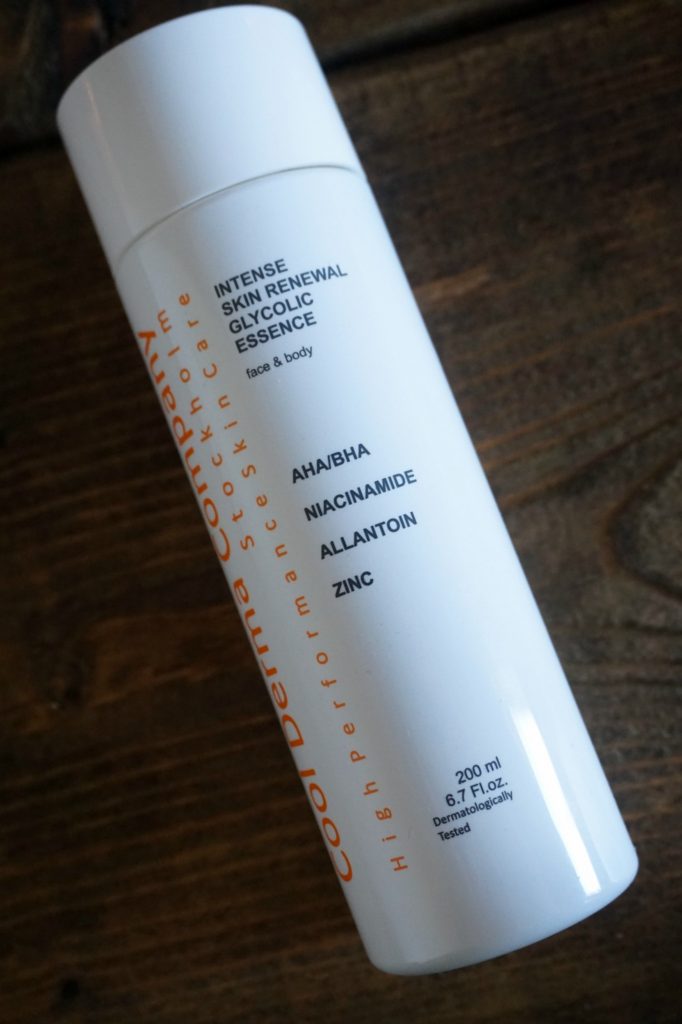 INTENSE
SKIN RENEWAL
GLYCOLIC
ESSENCE
face & body
AHA/BHA
NIACINAMIDE
ALLANTOIN
ZINC
200 ml
6.7 Fl.oz.
Dermatologically
Tested
Cool Derma Company
Stockholm
High performance Skin Care